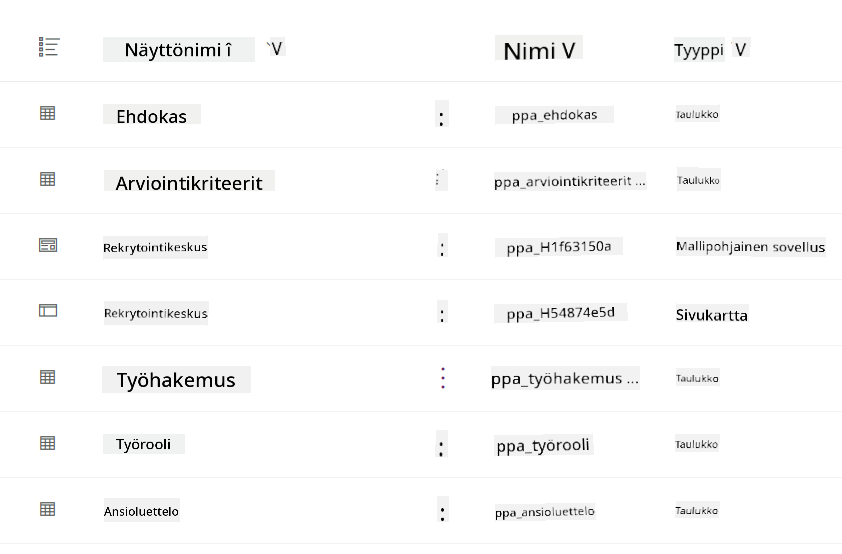 Näyttönimi î V Nimi V Tyyppi V
Ehdokas : ppa_ehdokas Taulukko
Arviointikriteerit ⋮ ppa_arviointikriteerit ... Taulukko
Rekrytointikeskus : ppa_H1f63150a Mallipohjainen sovellus
Rekrytointikeskus : ppa_H54874e5d Sivukartta
Työhakemus ⋮ ppa_työhakemus ... Taulukko
Työrooli : ppa_työrooli Taulukko
Ansioluettelo : ppa_ansioluettelo Taulukko